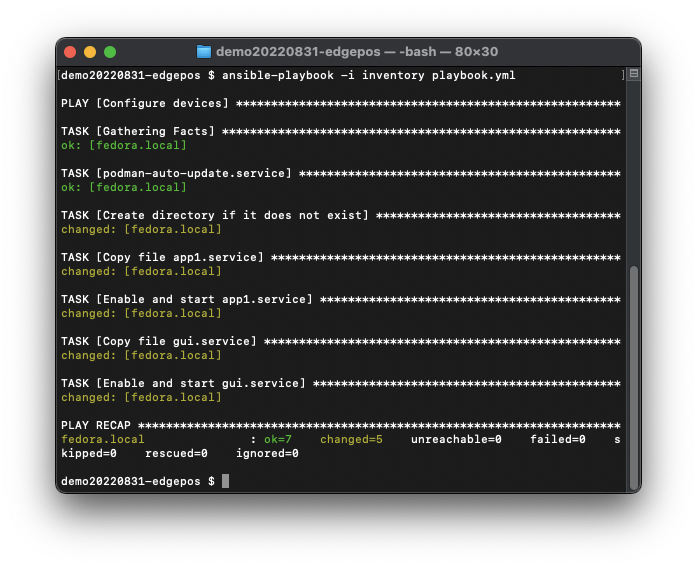 demo20220831-edgepos — -bash — 80×30
[demo20220831-edgepos $ ansible-playbook -i inventory playbook.yml ]
PLAY [Configure devices] *******************************************************
TASK [Gathering Facts] *********************************************************
ok: [fedora.local]
TASK [podman-auto-update.service] **********************************************
ok: [fedora.local]
TASK [Create directory if it does not exist] ***********************************
changed: [fedora.local]
TASK [Copy file app1.service] **************************************************
changed: [fedora.local]
TASK [Enable and start app1.service] *******************************************
changed: [fedora.local]
TASK [Copy file gui.service] ***************************************************
changed: [fedora.local]
TASK [Enable and start gui.service] ********************************************
changed: [fedora.local]
PLAY RECAP *********************************************************************
fedora.local               : ok=7    changed=5    unreachable=0    failed=0    s
kipped=0    rescued=0    ignored=0
demo20220831-edgepos $